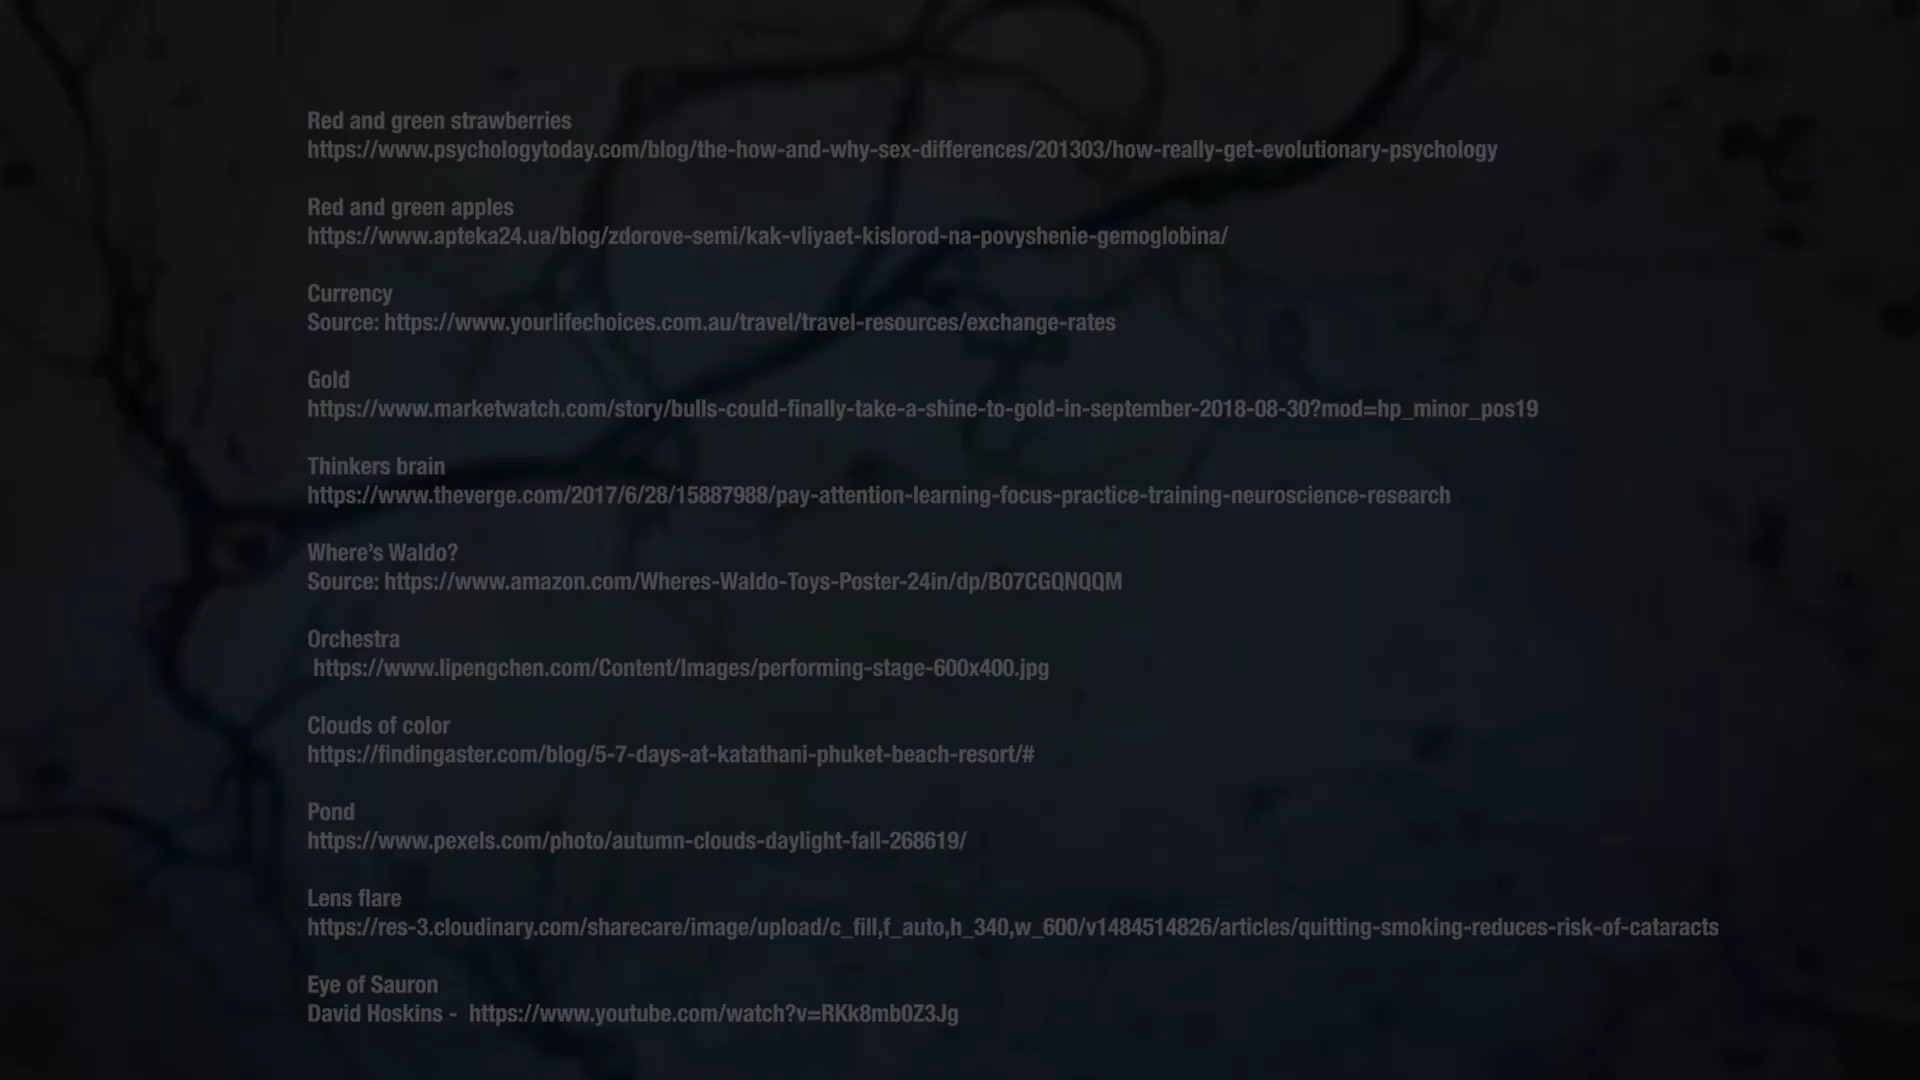 Red and green strawberries
https://www.psychologytoday.com/blog/the-how-and-why-sex-differences/201303/how-really-get-evolutionary-psychology
Red and green apples
https://www.apteka24.ua/blog/zdorove-semi/kak-vliyaet-kislorod-na-povyshenie-gemoglobina/
Currency
Source: https://www.yourlifechoices.com.au/travel/travel-resources/exchange-rates
Gold
https://www.marketwatch.com/story/bulls-could-finally-take-a-shine-to-gold-in-september-2018-08-30?mod=hp_minor_pos19
Thinkers brain
https://www.theverge.com/2017/6/28/15887988/pay-attention-learning-focus-practice-training-neuroscience-research
Where’s Waldo?
Source: https://www.amazon.com/Wheres-Waldo-Toys-Poster-24in/dp/B07CGQNQQM
Orchestra
https://www.lipengchen.com/Content/Images/performing-stage-600x400.jpg
Clouds of color
https://findingaster.com/blog/5-7-days-at-katathani-phuket-beach-resort/#
Pond
https://www.pexels.com/photo/autumn-clouds-daylight-fall-268619/
Lens flare
https://res-3.cloudinary.com/sharecare/image/upload/c_fill,f_auto,h_340,w_600/v1484514826/articles/quitting-smoking-reduces-risk-of-cataracts
Eye of Sauron
David Hoskins - https://www.youtube.com/watch?v=RKk8mb0Z3Jg